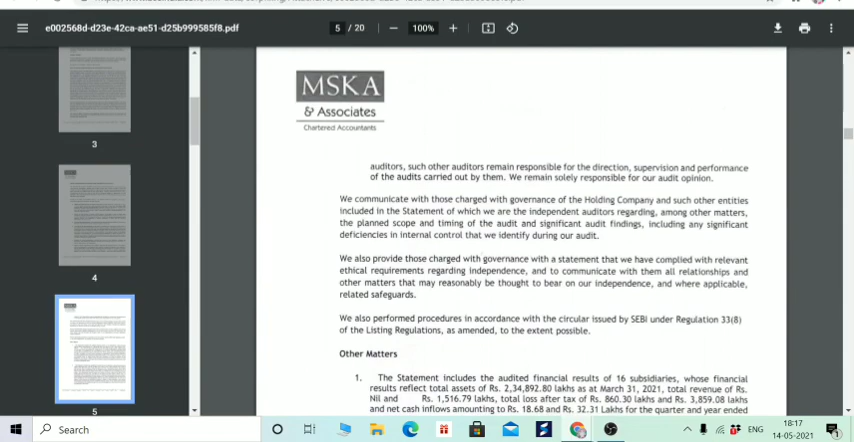 e002568d-d23e-42ca-ae51-d25b999585f8.pdf
5 / 20
100%
3
4
5
MSKA
& Associates
Chartered Accountants
auditors, such other auditors remain responsible for the direction, supervision and performance
of the audits carried out by them. We remain solely responsible for our audit opinion.
We communicate with those charged with governance of the Holding Company and such other entities
included in the Statement of which we are the independent auditors regarding, among other matters,
the planned scope and timing of the audit and significant audit findings, including any significant
deficiencies in internal control that we identify during our audit.
We also provide those charged with governance with a statement that we have complied with relevant
ethical requirements regarding independence, and to communicate with them all relationships and
other matters that may reasonably be thought to bear on our independence, and where applicable,
related safeguards.
We also performed procedures in accordance with the circular issued by SEBI under Regulation 33(8)
of the Listing Regulations, as amended, to the extent possible.
Other Matters
1. The Statement includes the audited financial results of 16 subsidiaries, whose financial
results reflect total assets of Rs. 2,34,892.80 lakhs as at March 31, 2021, total revenue of Rs.
Nil and Rs. 1,516.79 lakhs, total loss after tax of Rs. 860.30 lakhs and Rs. 3,859.08 lakhs
and net cash inflows amounting to Rs. 18.68 and Rs. 32.31 Lakhs for the quarter and year ended
Search
ENG
18:17
14-05-2021